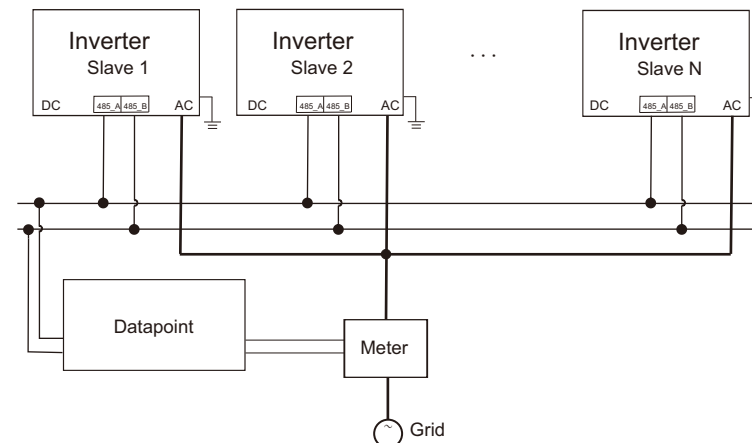 Inverter
Slave 1
DC 485_A 485_B AC
Inverter
Slave 2
DC 485_A 485_B AC
. . .
Inverter
Slave N
DC 485_A 485_B AC
Datapoint
Meter
~
Grid